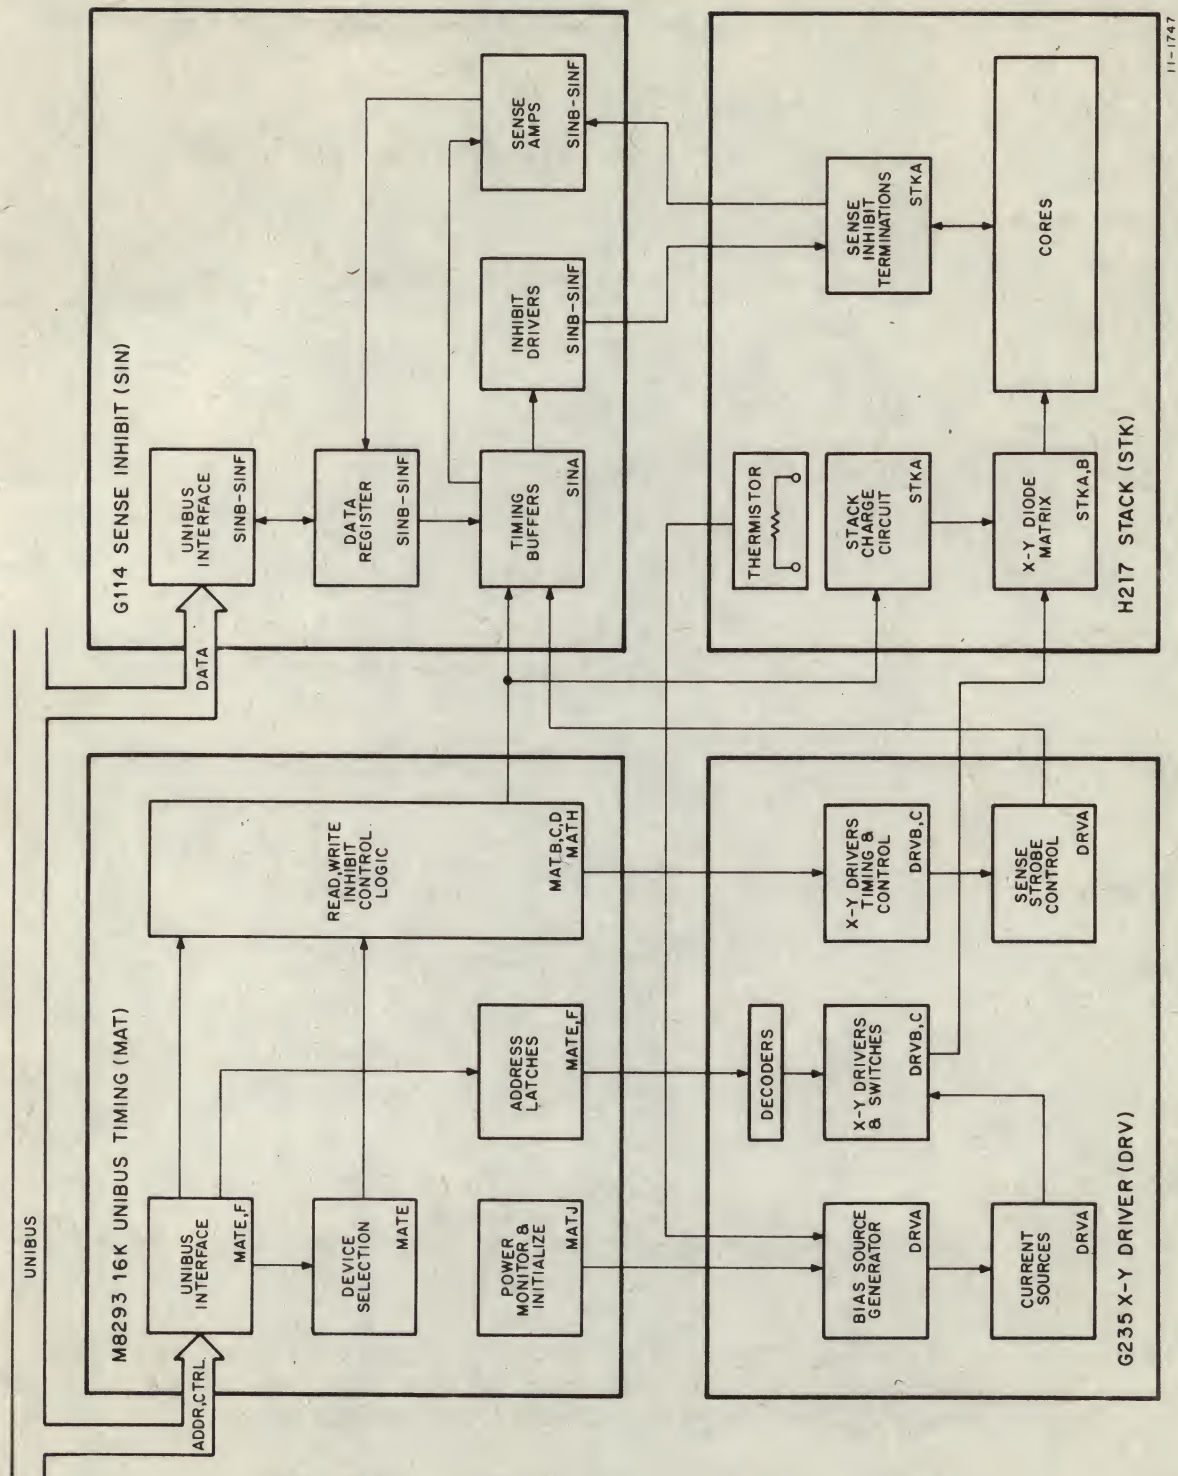 UNIBUS
ADDR,CTRL.
DATA
M8293 16K UNIBUS TIMING (MAT)
UNIBUS
INTERFACE
MATE,F
DEVICE
SELECTION
MATE
POWER
MONITOR &
INITIALIZE
MATJ
ADDRESS
LATCHES
MATE,F
READ,WRITE
INHIBIT
CONTROL
LOGIC
MAT B,C,D
MATH
G114 SENSE INHIBIT (SIN)
UNIBUS
INTERFACE
SINB-SINF
DATA
REGISTER
SINB-SINF
TIMING
BUFFERS
SINA
INHIBIT
DRIVERS
SINB-SINF
SENSE
AMPS
SINB-SINF
BIAS SOURCE
GENERATOR
DRVA
CURRENT
SOURCES
DRVA
DECODERS
X-Y DRIVERS
& SWITCHES
DRVB,C
X-Y DRIVERS
TIMING &
CONTROL
DRVB,C
SENSE
STROBE
CONTROL
DRVA
G235 X-Y DRIVER (DRV)
THERMISTOR
STACK
CHARGE
CIRCUIT
STKA
X-Y DIODE
MATRIX
STKA,B
SENSE
INHIBIT
TERMINATIONS
STKA
CORES
H217 STACK (STK)
11-1747